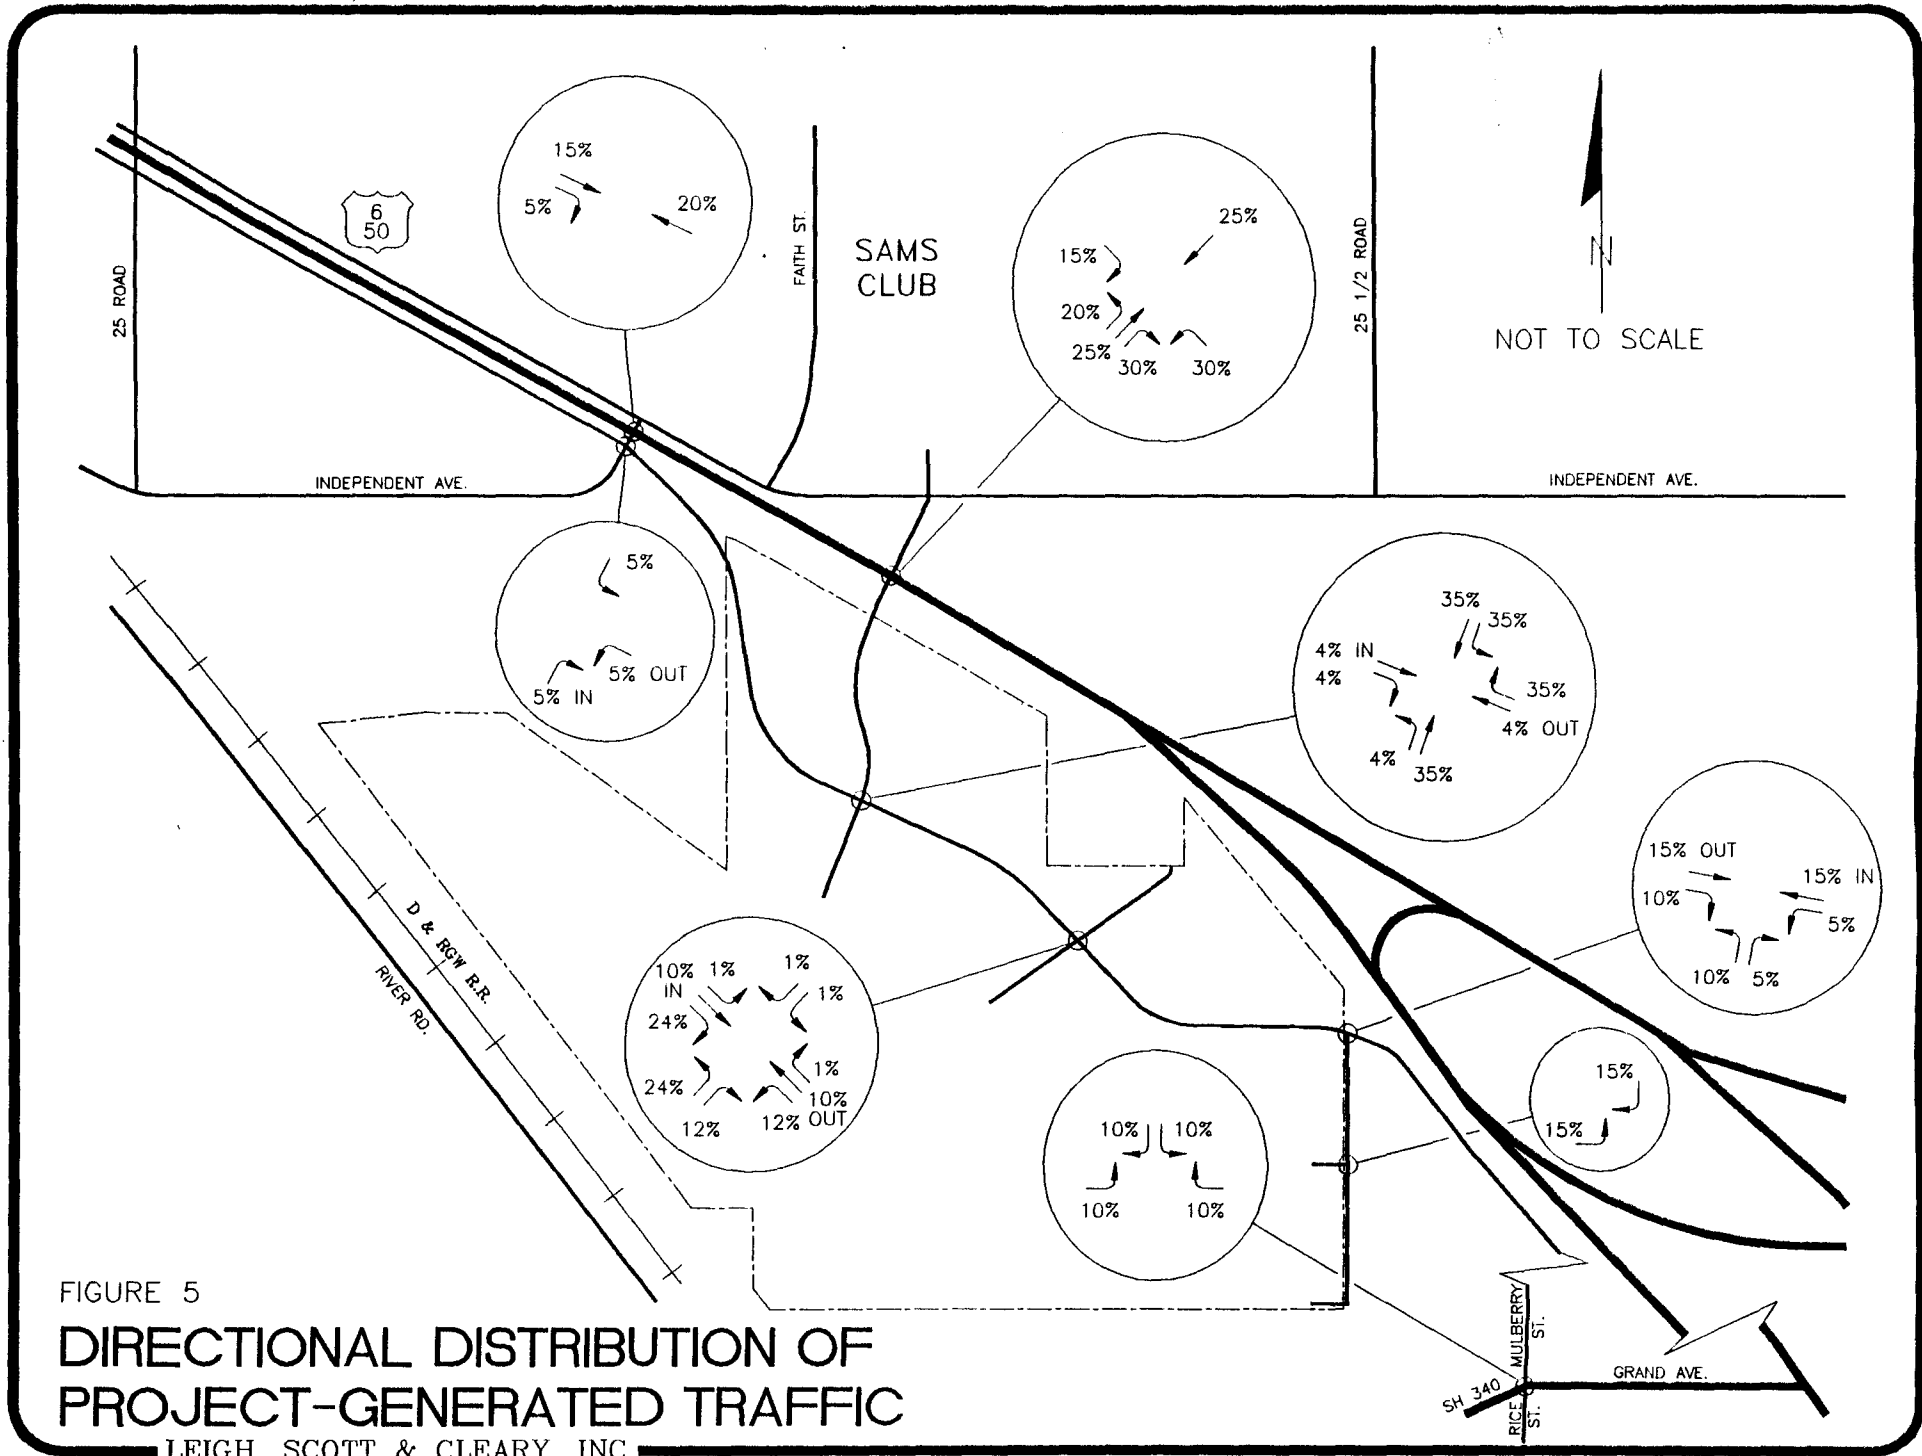 15%
5%
20%
6
50
FAITH ST.
SAMS
CLUB
25%
15%
20%
25%
30%
30%
25 1/2 ROAD
N
NOT TO SCALE
25 ROAD
INDEPENDENT AVE.
INDEPENDENT AVE.
5%
5% OUT
5% IN
35%
35%
4% IN
4%
35%
4% OUT
4%
35%
15% OUT
15% IN
10%
5%
10%
5%
D & RGW R.R.
RIVER RD.
10%
IN
1%
1%
1%
24%
24%
1%
10%
OUT
12%
12%
15%
15%
10%
10%
10%
10%
MULBERRY
ST.
GRAND AVE.
SH 340
RICE
ST.
FIGURE 5
DIRECTIONAL DISTRIBUTION OF
PROJECT-GENERATED TRAFFIC
LEIGH, SCOTT & CLEARY, INC.